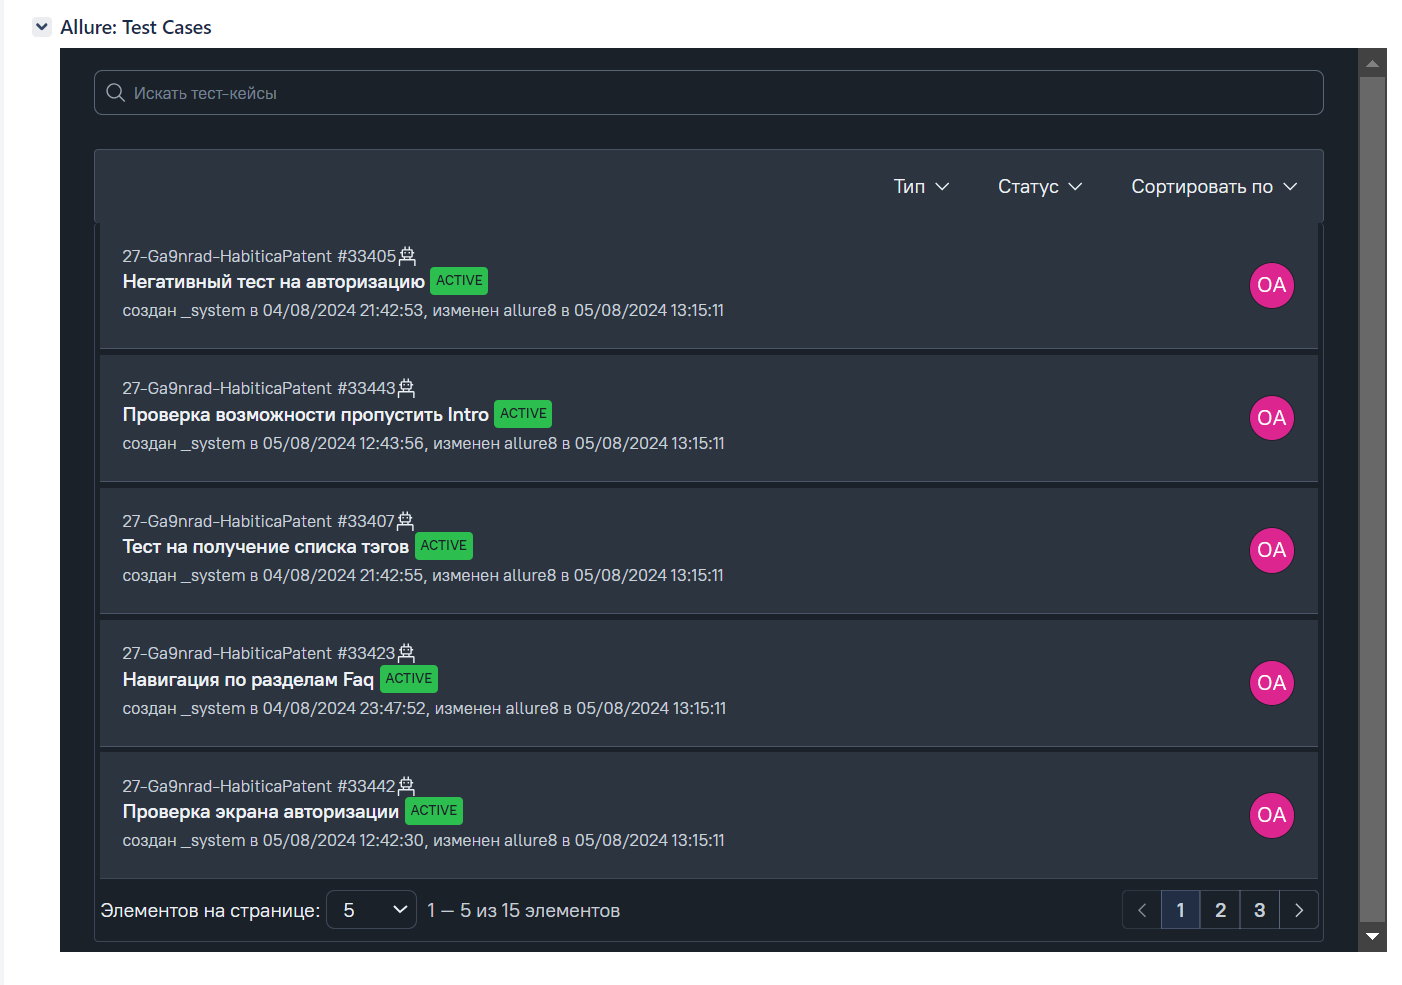 Allure: Test Cases
Искать тест-кейсы
Тип Статус Сортировать по
27-Ga9nrad-HabiticaPatent #33405
Негативный тест на авторизацию ACTIVE
создан _system в 04/08/2024 21:42:53, изменен allure8 в 05/08/2024 13:15:11
OA
27-Ga9nrad-HabiticaPatent #33443
Проверка возможности пропустить Intro ACTIVE
создан _system в 05/08/2024 12:43:56, изменен allure8 в 05/08/2024 13:15:11
OA
27-Ga9nrad-HabiticaPatent #33407
Тест на получение списка тэгов ACTIVE
создан _system в 04/08/2024 21:42:55, изменен allure8 в 05/08/2024 13:15:11
OA
27-Ga9nrad-HabiticaPatent #33423
Навигация по разделам Faq ACTIVE
создан _system в 04/08/2024 23:47:52, изменен allure8 в 05/08/2024 13:15:11
OA
27-Ga9nrad-HabiticaPatent #33442
Проверка экрана авторизации ACTIVE
создан _system в 05/08/2024 12:42:30, изменен allure8 в 05/08/2024 13:15:11
OA
Элементов на странице: 5 1 — 5 из 15 элементов 1 2 3